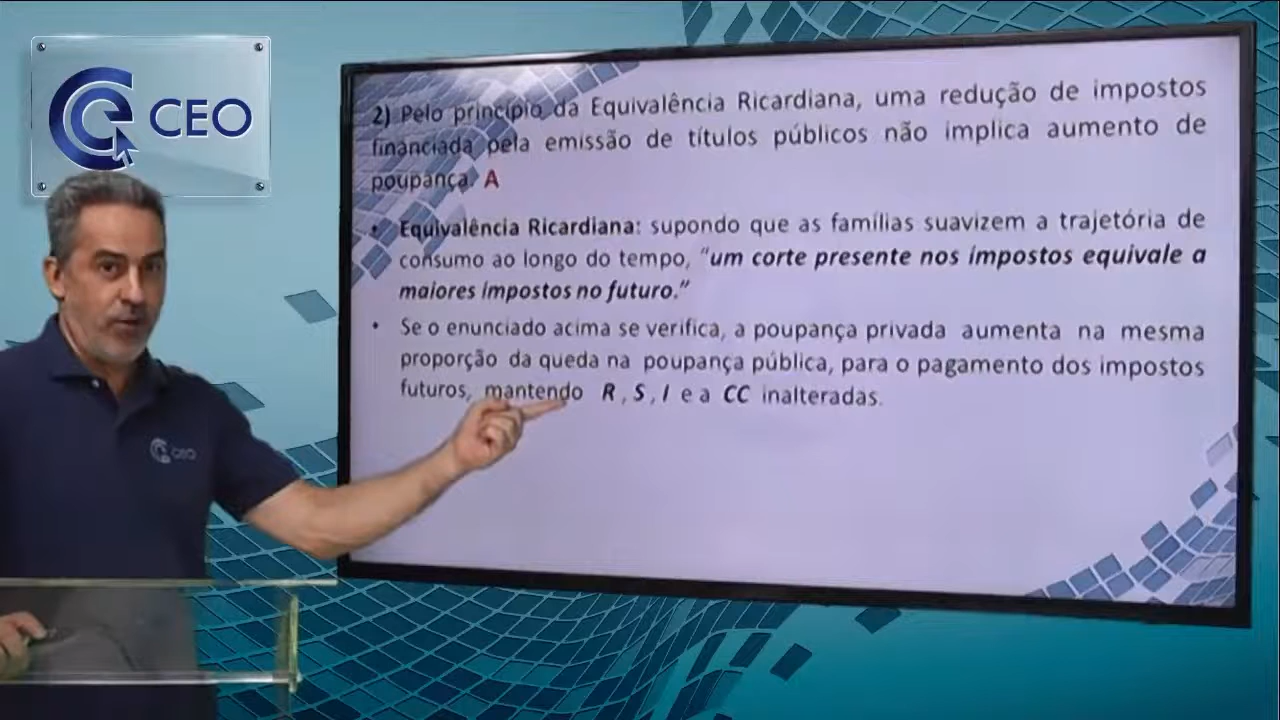 CEO
2) Pelo princípio da Equivalência Ricardiana, uma redução de impostos
financiada pela emissão de títulos públicos não implica aumento de
poupança. A
• Equivalência Ricardiana: supondo que as famílias suavizem a trajetória de
consumo ao longo do tempo, “um corte presente nos impostos equivale a
maiores impostos no futuro.”
• Se o enunciado acima se verifica, a poupança privada aumenta na mesma
proporção da queda na poupança pública, para o pagamento dos impostos
futuros, mantendo R , S , I e a CC inalteradas.
CEO